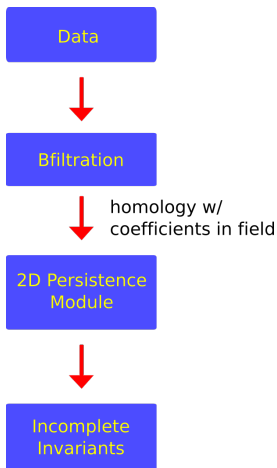 Data
Bfiltration
homology w/
coefficients in field
2D Persistence
Module
Incomplete
Invariants